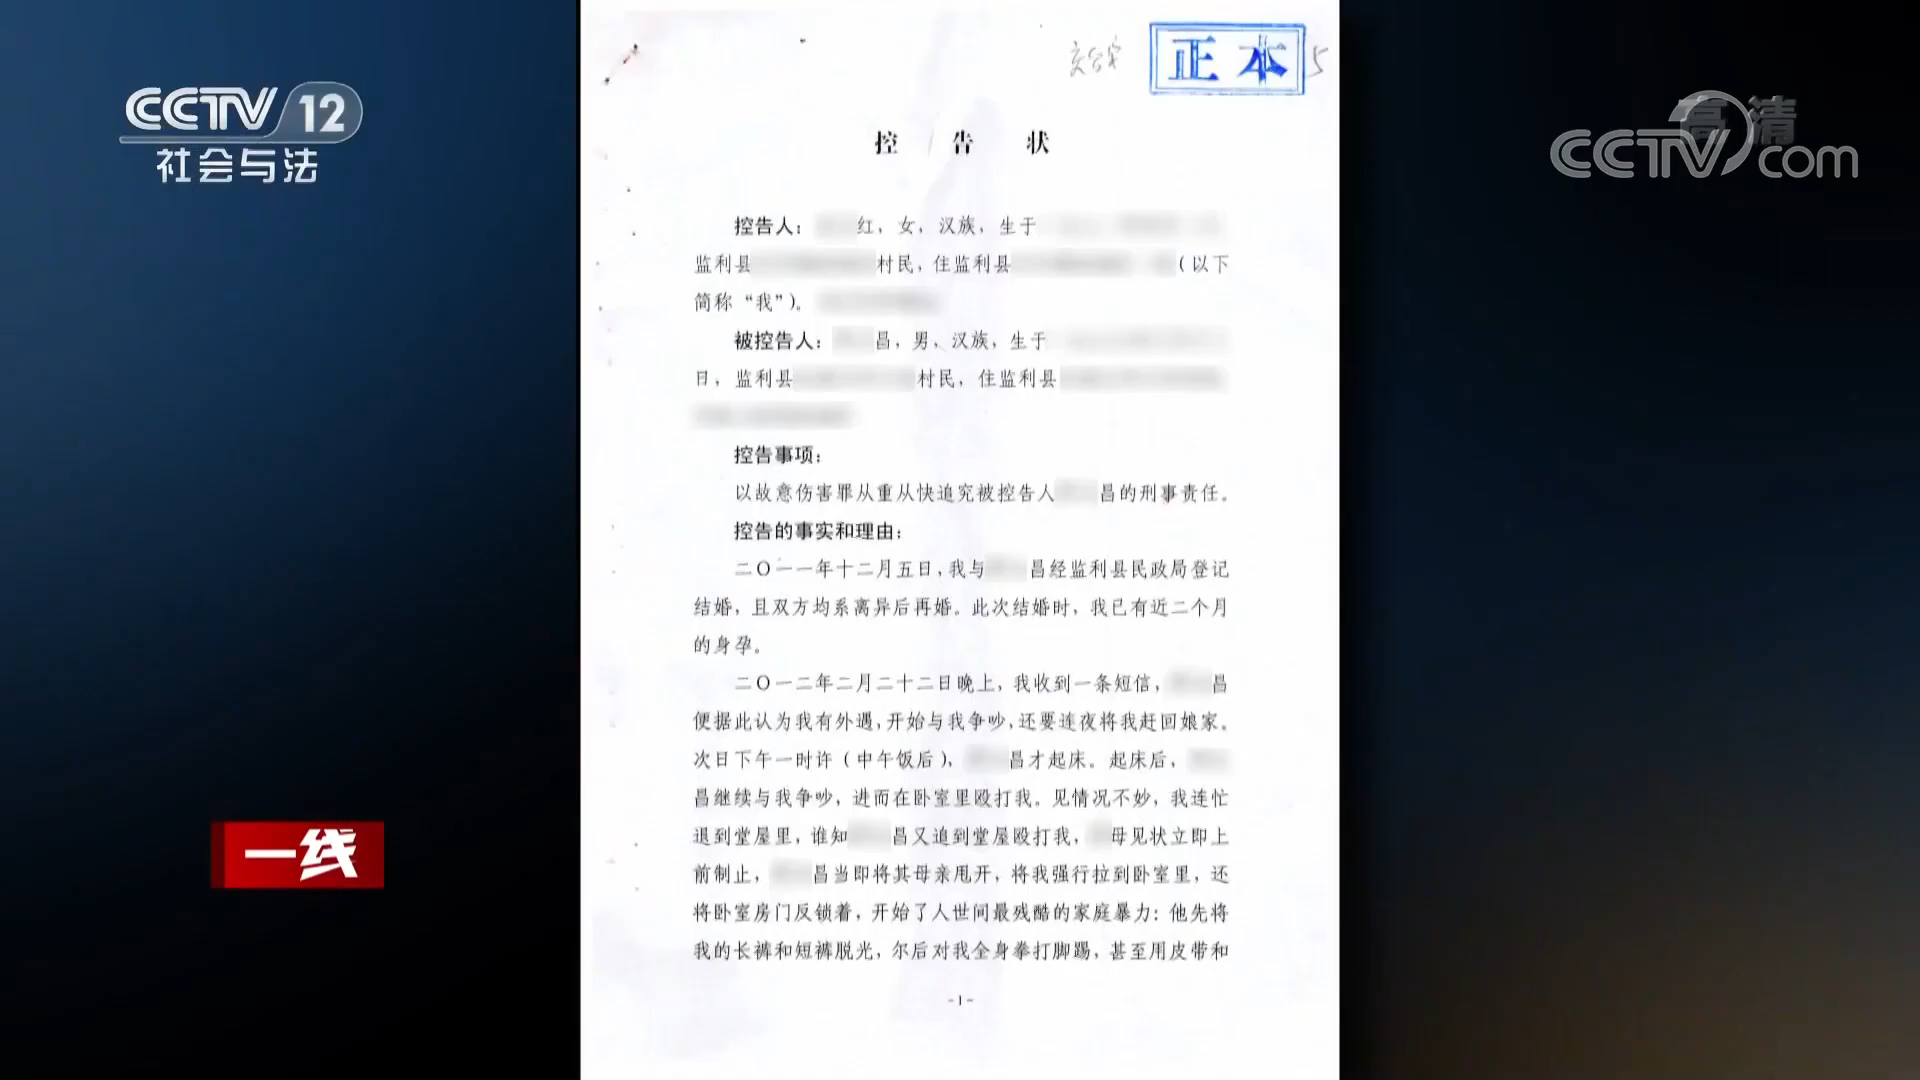 正本
5
CCTV 12
社会与法
高清
CCTV.com
控告状
控告人：红，女，汉族，生于
监利县村民，住监利县（以下
简称“我”）。
被控告人：昌，男、汉族，生于
日，监利县村民，住监利县
控告事项：
以故意伤害罪从重从快追究被控告人昌的刑事责任。
控告的事实和理由：
二〇一一年十二月五日，我与昌经监利县民政局登记
结婚，且双方均系离异后再婚。此次结婚时，我已有近二个月
的身孕。
二〇一二年二月二十二日晚上，我收到一条短信，昌
便据此认为我有外遇，开始与我争吵，还要连夜将我赶回娘家。
次日下午一时许（中午饭后），昌才起床。起床后，
昌继续与我争吵，进而在卧室里殴打我。见情况不妙，我连忙
退到堂屋里，谁知昌又追到堂屋殴打我，母见状立即上
前制止，昌当即将其母亲甩开，将我强行拉到卧室里，还
将卧室房门反锁着，开始了人世间最残酷的家庭暴力：他先将
我的长裤和短裤脱光，尔后对我全身拳打脚踢，甚至用皮带和
-1-
一线